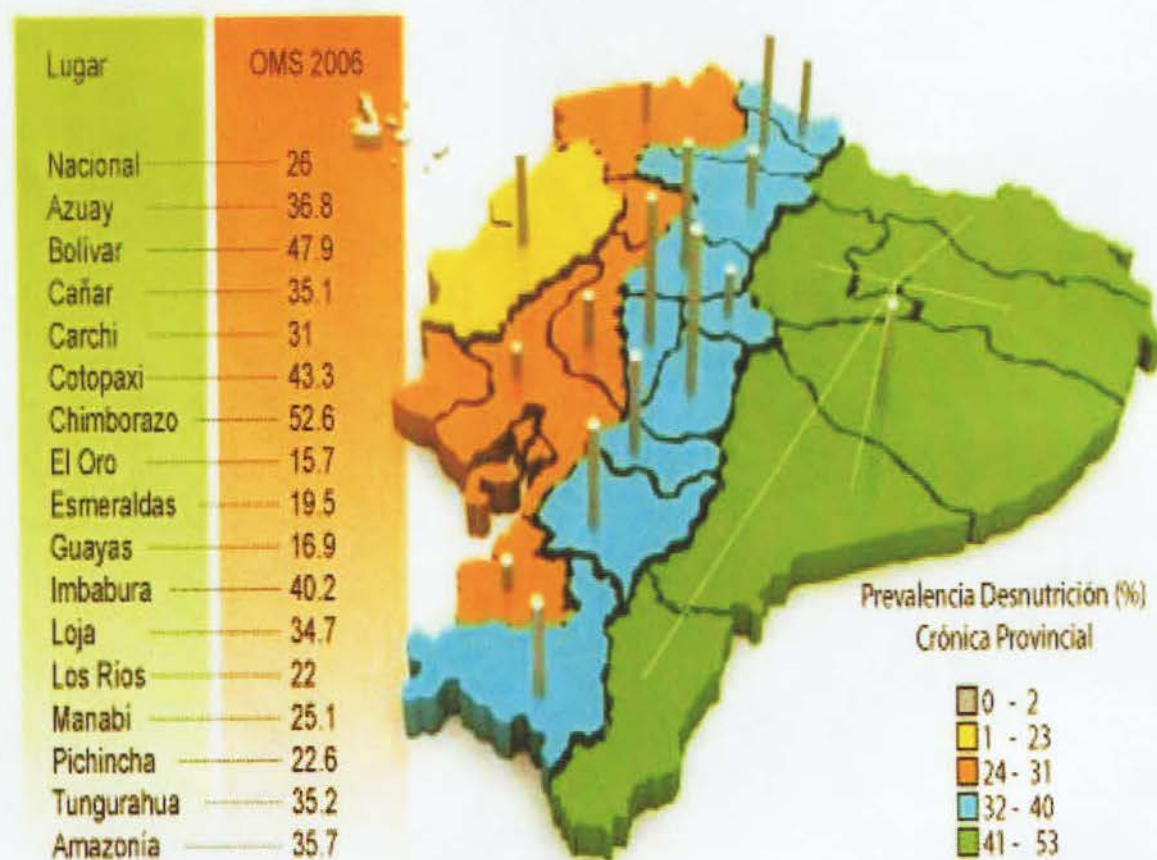 Lugar OMS 2006
Nacional 26
Azuay 36.8
Bolívar 47.9
Cañar 35.1
Carchi 31
Cotopaxi 43.3
Chimborazo 52.6
El Oro 15.7
Esmeraldas 19.5
Guayas 16.9
Imbabura 40.2
Loja 34.7
Los Rios 22
Manabi 25.1
Pichincha 22.6
Tungurahua 35.2
Amazonía 35.7
Prevalencia Desnutrición (%)
Crónica Provincial
0 - 2
1 - 23
24 - 31
32 - 40
41 - 53